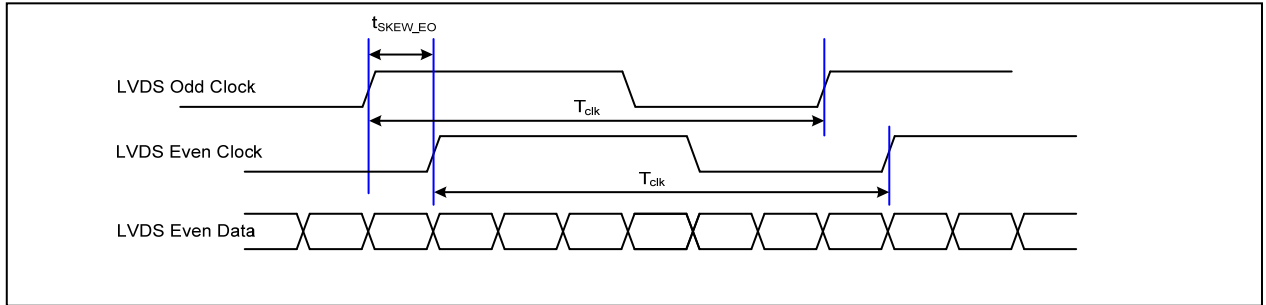 tSKEW_EO
LVDS Odd Clock
Tclk
LVDS Even Clock
Tclk
LVDS Even Data